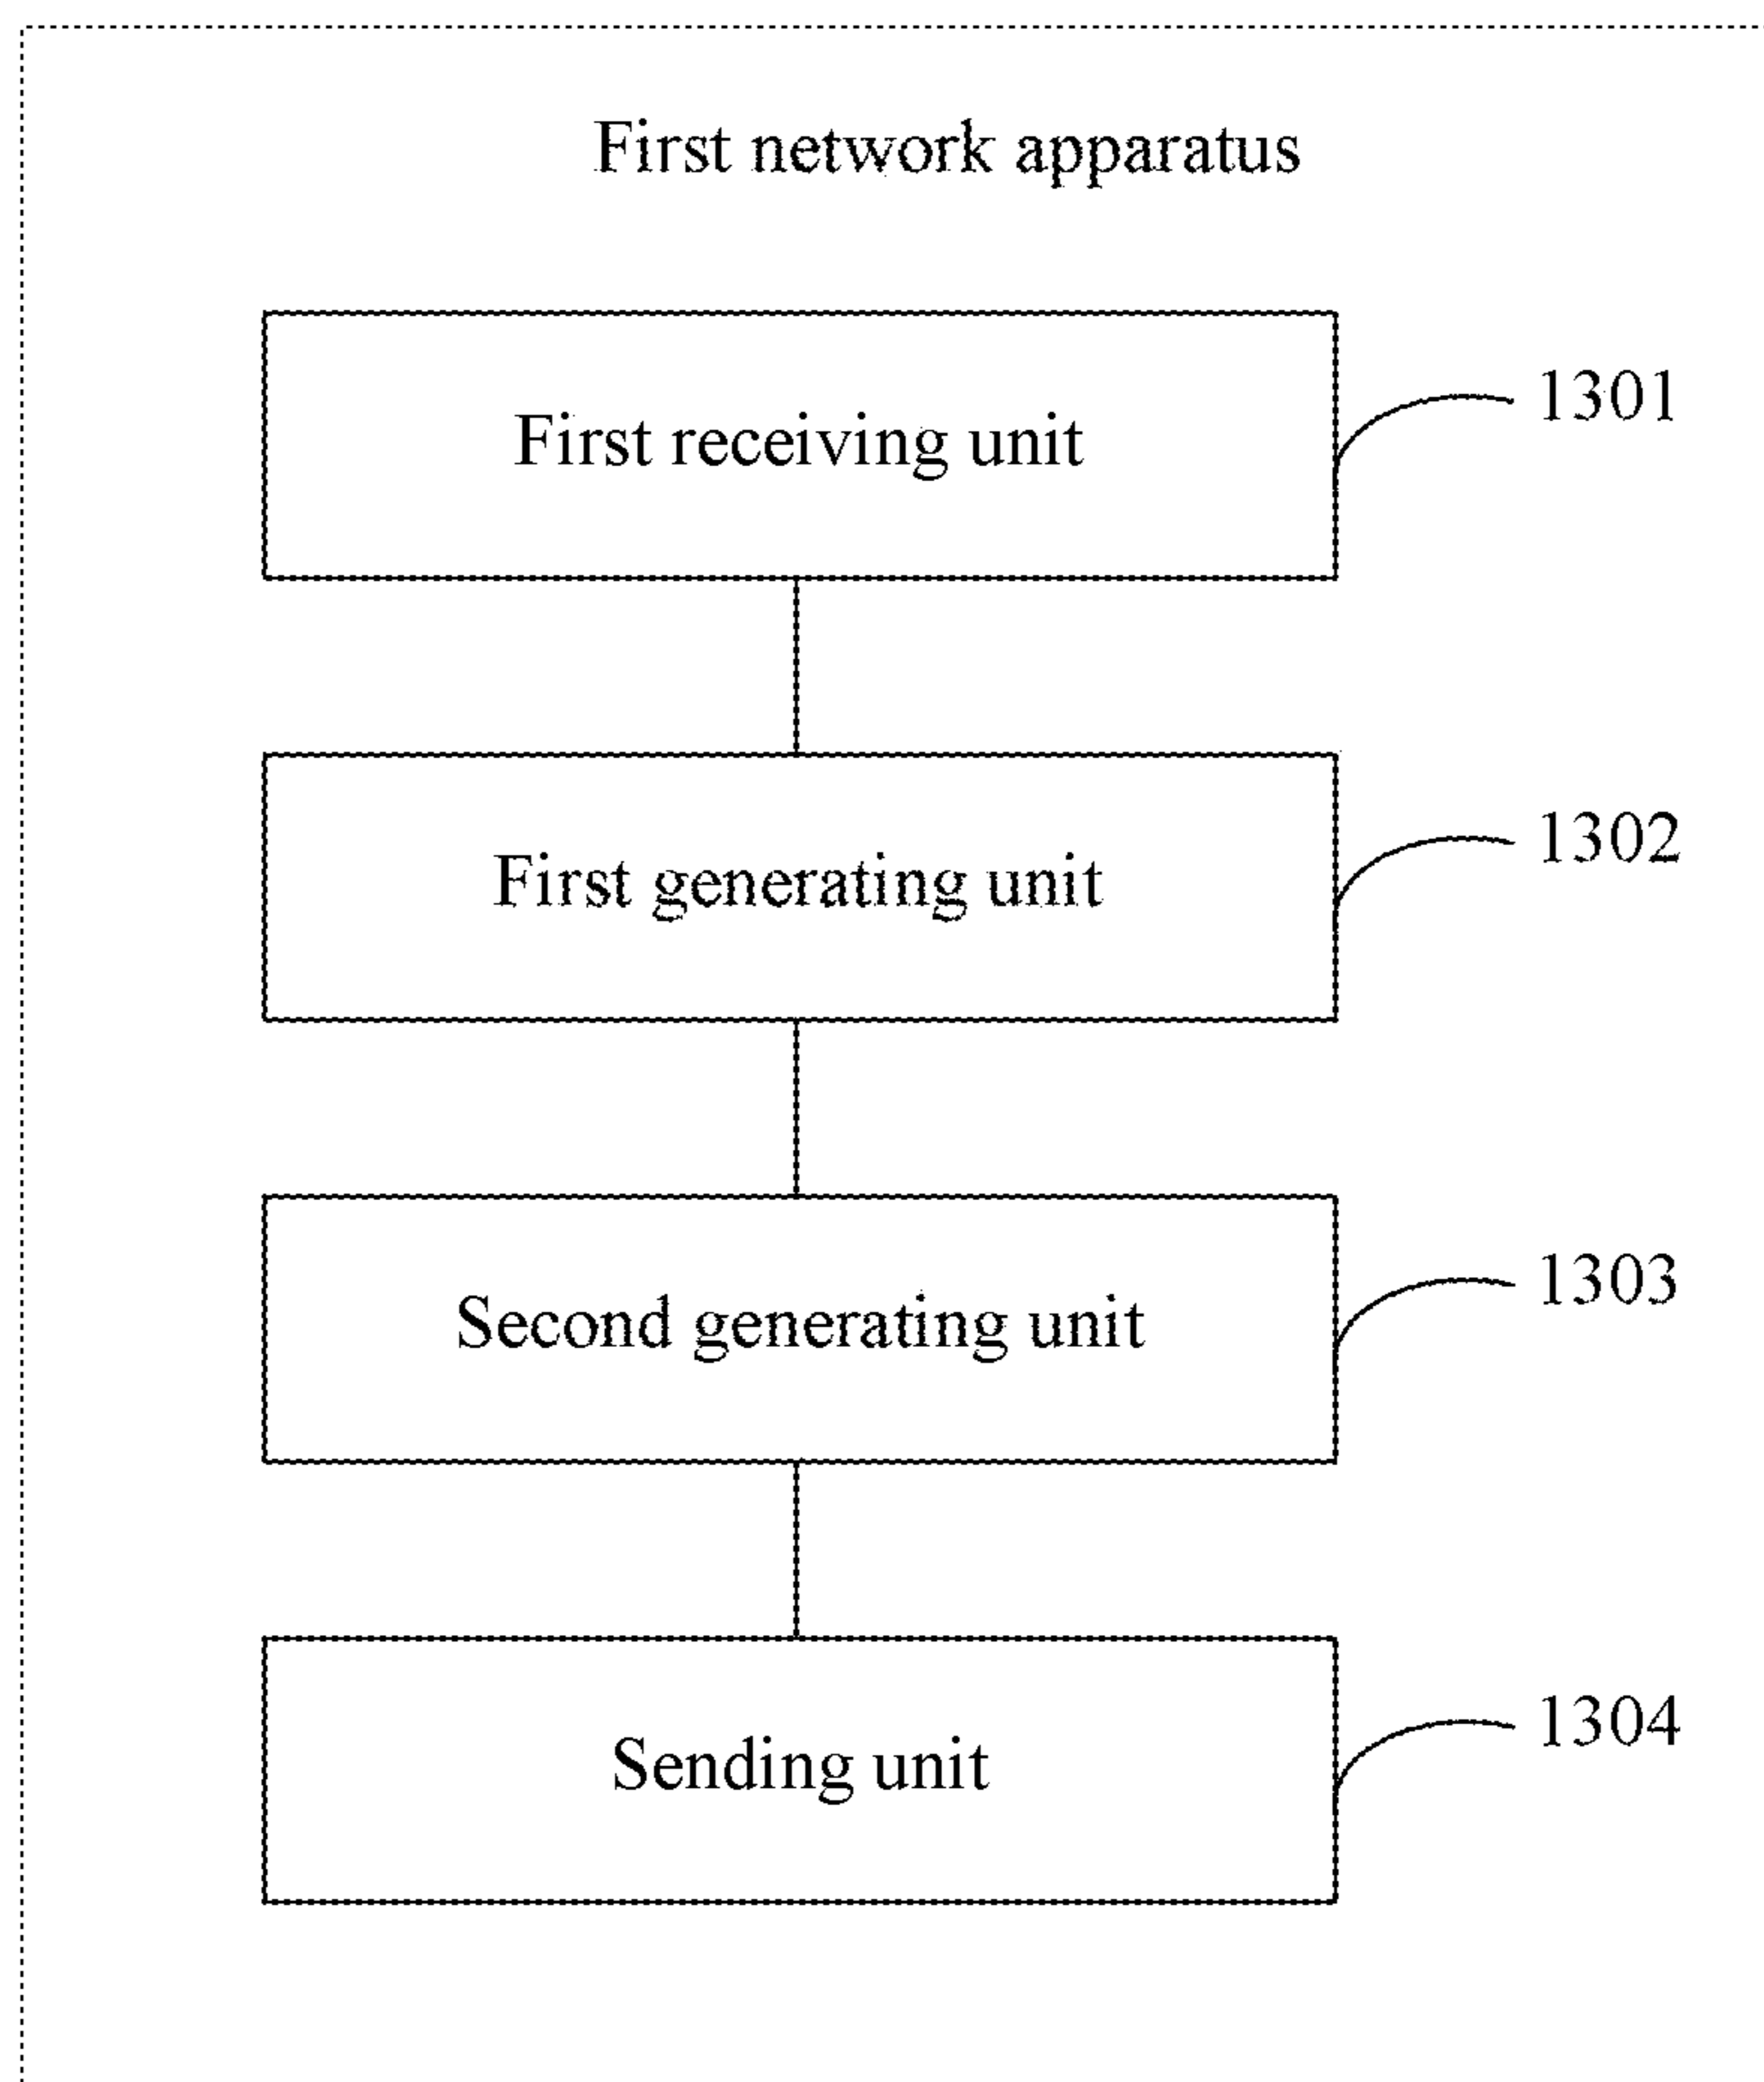 First network apparatus
First receiving unit
1301
First generating unit
1302
Second generating unit
1303
Sending unit
1304